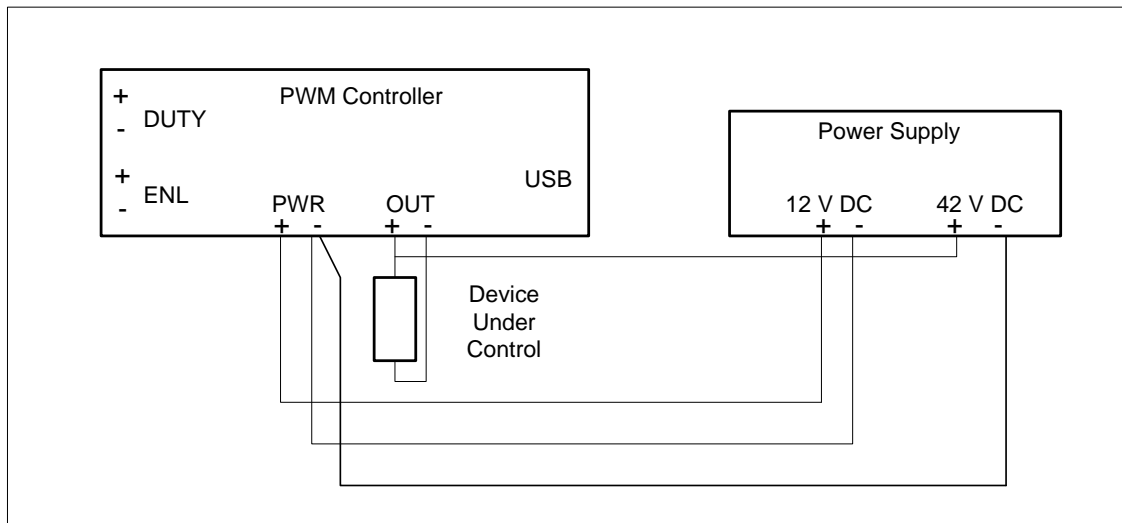 PWM Controller
+
- DUTY
+
- ENL
USB
PWR OUT
+ - + -
Power Supply
12 V DC 42 V DC
+ - + -
Device
Under
Control